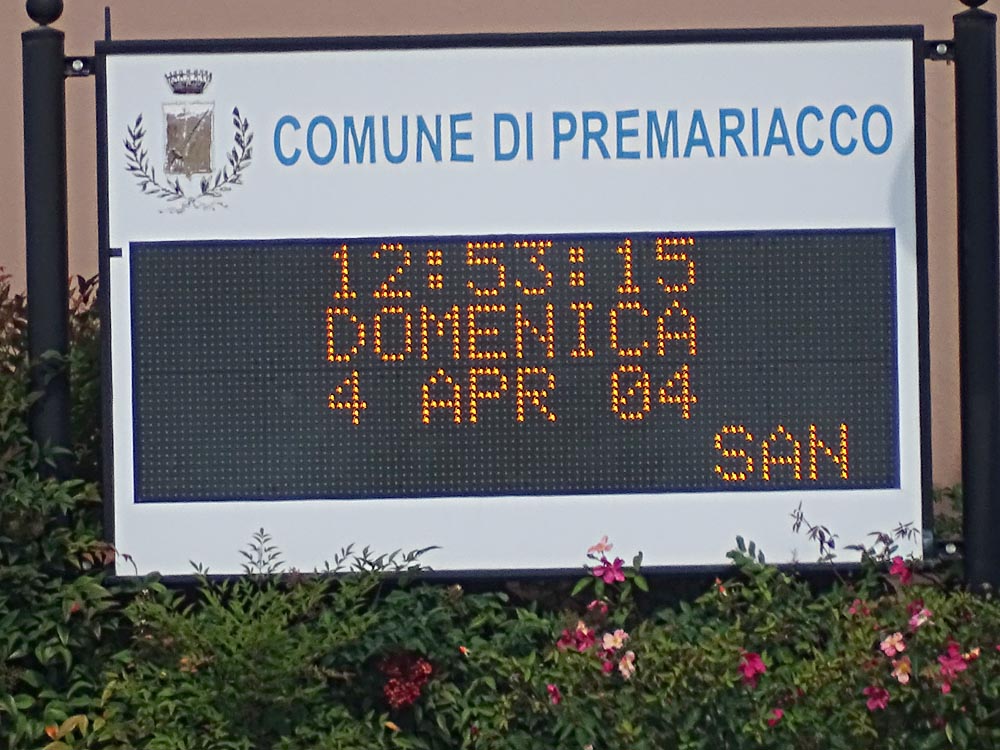 COMUNE DI PREMARIACCO
12:53:15
DOMENICA
4 APR 04
SAN